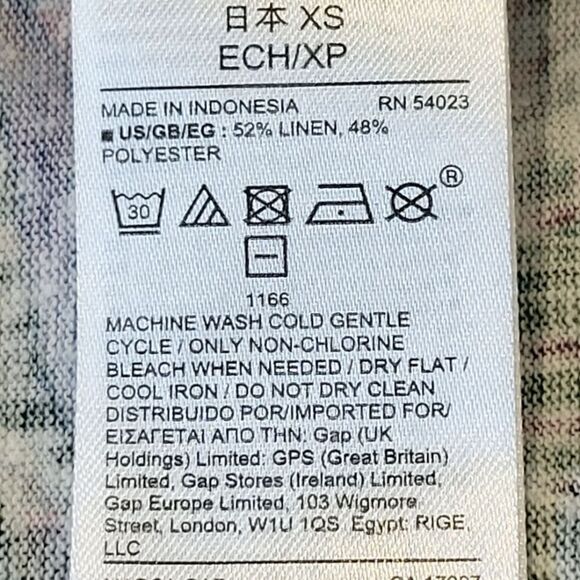 日本 XS
ECH/XP
MADE IN INDONESIA RN 54023
US/GB/EG : 52% LINEN, 48%
POLYESTER
30
®
1166
MACHINE WASH COLD GENTLE
CYCLE / ONLY NON-CHLORINE
BLEACH WHEN NEEDED / DRY FLAT /
COOL IRON / DO NOT DRY CLEAN
DISTRIBUIDO POR/IMPORTED FOR/
ΕΙΣΑΓΕΤΑΙ ΑΠΟ ΤΗΝ: Gap (UK
Holdings) Limited: GPS (Great Britain)
Limited, Gap Stores (Ireland) Limited,
Gap Europe Limited, 103 Wigmore
Street, London, W1U 1QS Egypt: RIGE,
LLC